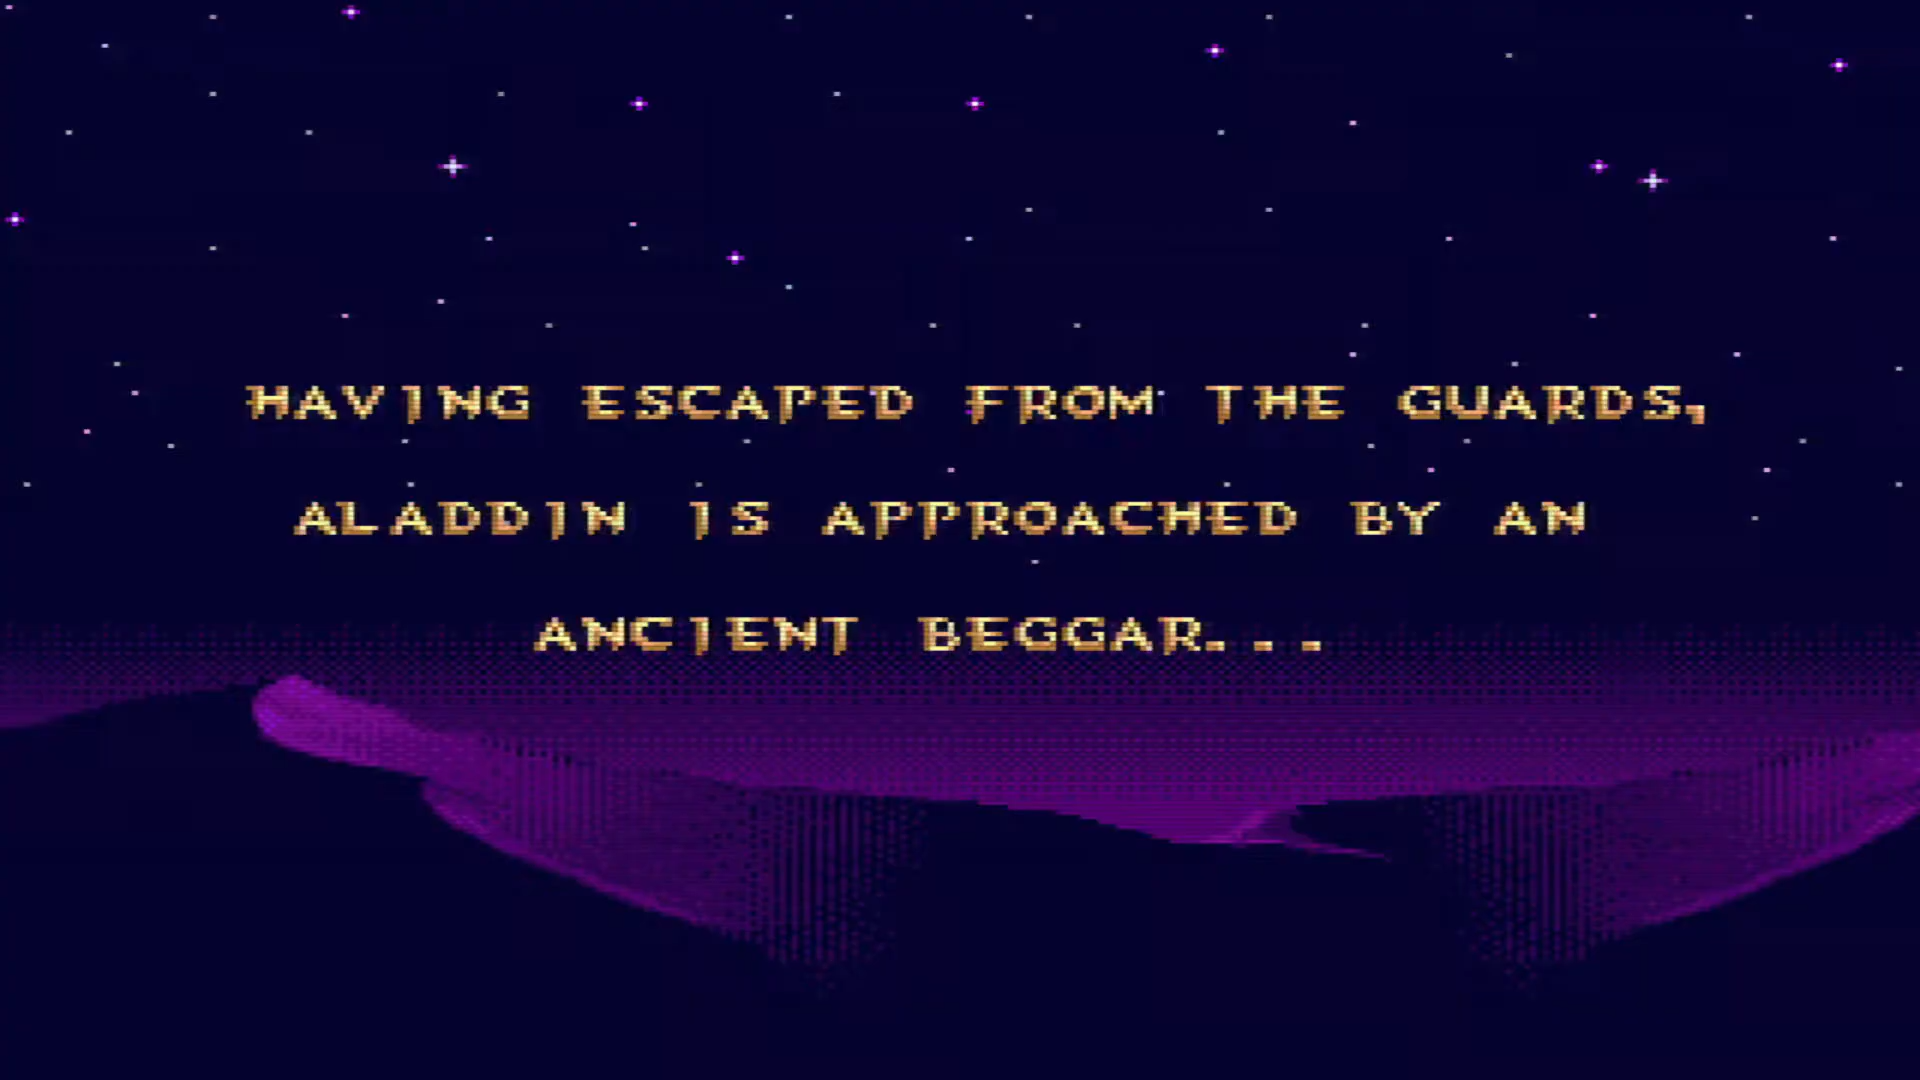 HAVING ESCAPED FROM THE GUARDS,
ALADDIN IS APPROACHED BY AN
ANCIENT BEGGAR...